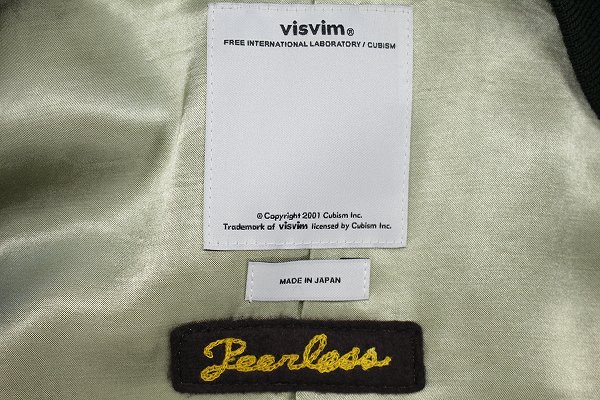 visvim®
FREE INTERNATIONAL LABORATORY / CUBISM
© Copyright 2001 Cubism Inc.
Trademark of visvim licensed by Cubism Inc.
MADE IN JAPAN
Peerless